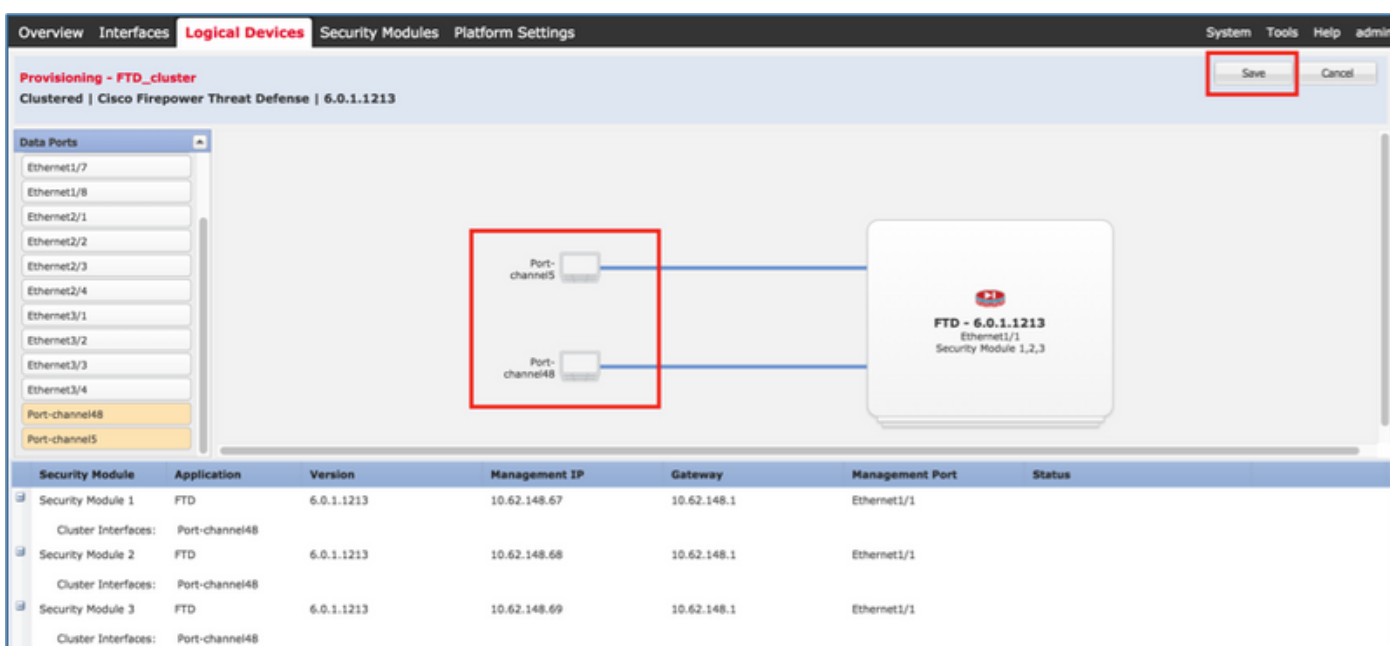 Overview Interfaces Logical Devices Security Modules Platform Settings System Tools Help admin
Provisioning - FTD_cluster
Clustered | Cisco Firepower Threat Defense | 6.0.1.1213
Save Cancel
Data Ports
Ethernet1/7
Ethernet1/8
Ethernet2/1
Ethernet2/2
Ethernet2/3
Ethernet2/4
Ethernet3/1
Ethernet3/2
Ethernet3/3
Ethernet3/4
Port-channel48
Port-channel5
Port-
channel5
Port-
channel48
FTD - 6.0.1.1213
Ethernet1/1
Security Module 1,2,3
Security Module Application Version Management IP Gateway Management Port Status
Security Module 1 FTD 6.0.1.1213 10.62.148.67 10.62.148.1 Ethernet1/1
Cluster Interfaces: Port-channel48
Security Module 2 FTD 6.0.1.1213 10.62.148.68 10.62.148.1 Ethernet1/1
Cluster Interfaces: Port-channel48
Security Module 3 FTD 6.0.1.1213 10.62.148.69 10.62.148.1 Ethernet1/1
Cluster Interfaces: Port-channel48